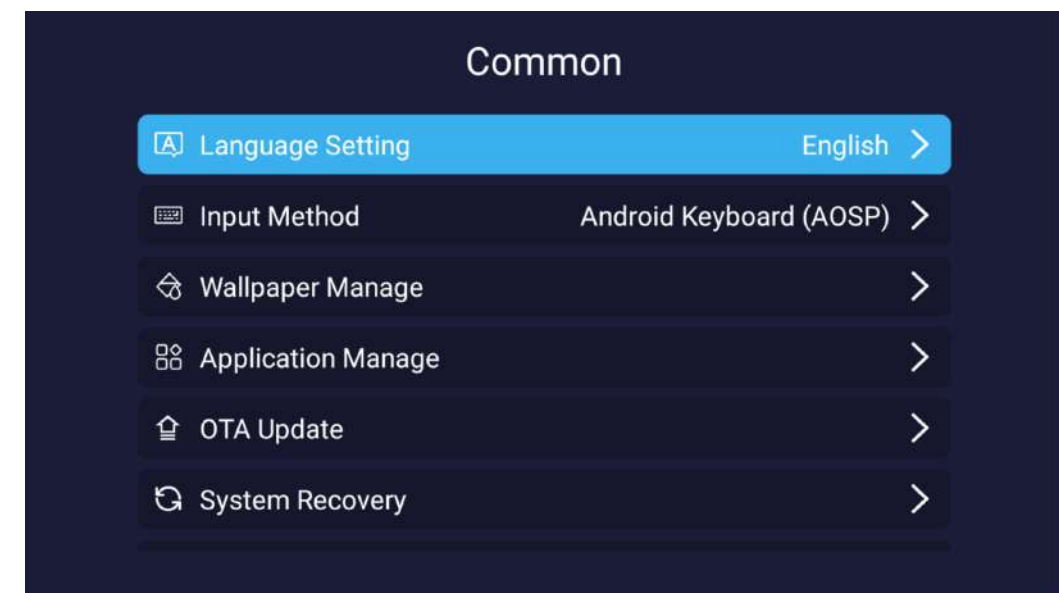 Common
Language Setting English
Input Method Android Keyboard (AOSP)
Wallpaper Manage
Application Manage
OTA Update
System Recovery